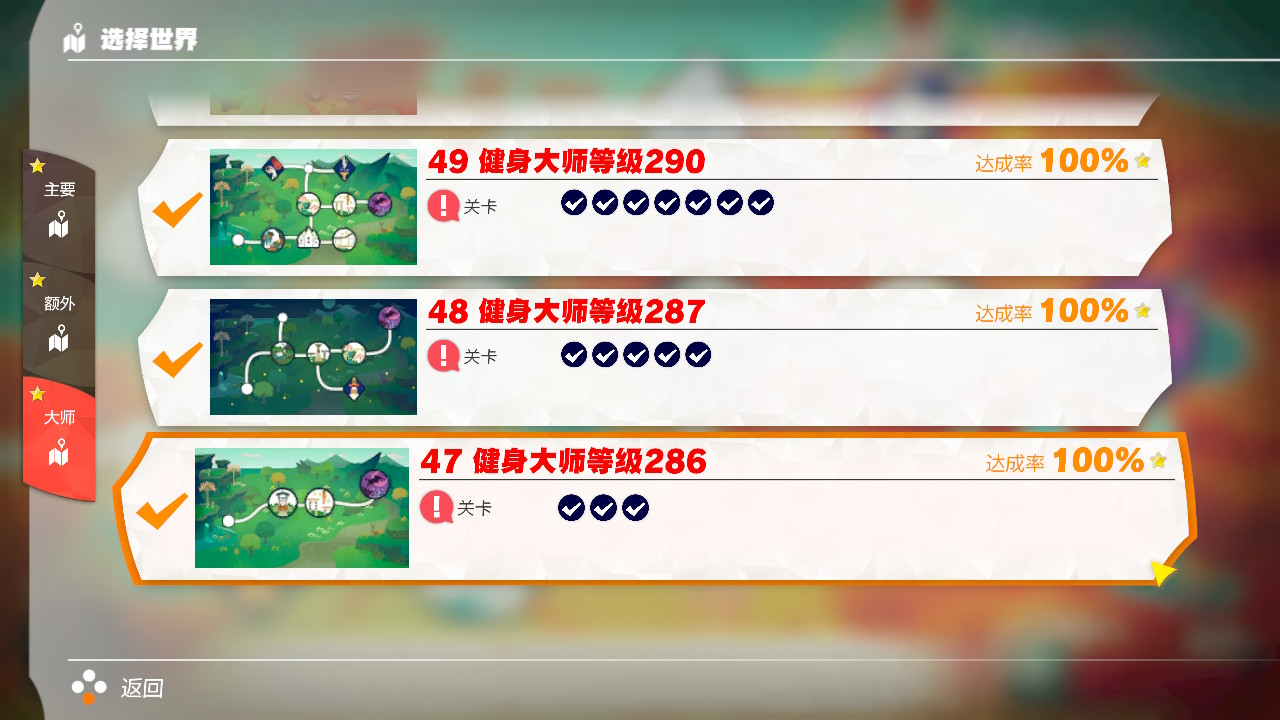 选择世界
主要
额外
大师
49 健身大师等级290
达成率 100%
关卡
48 健身大师等级287
达成率 100%
关卡
47 健身大师等级286
达成率 100%
关卡
返回